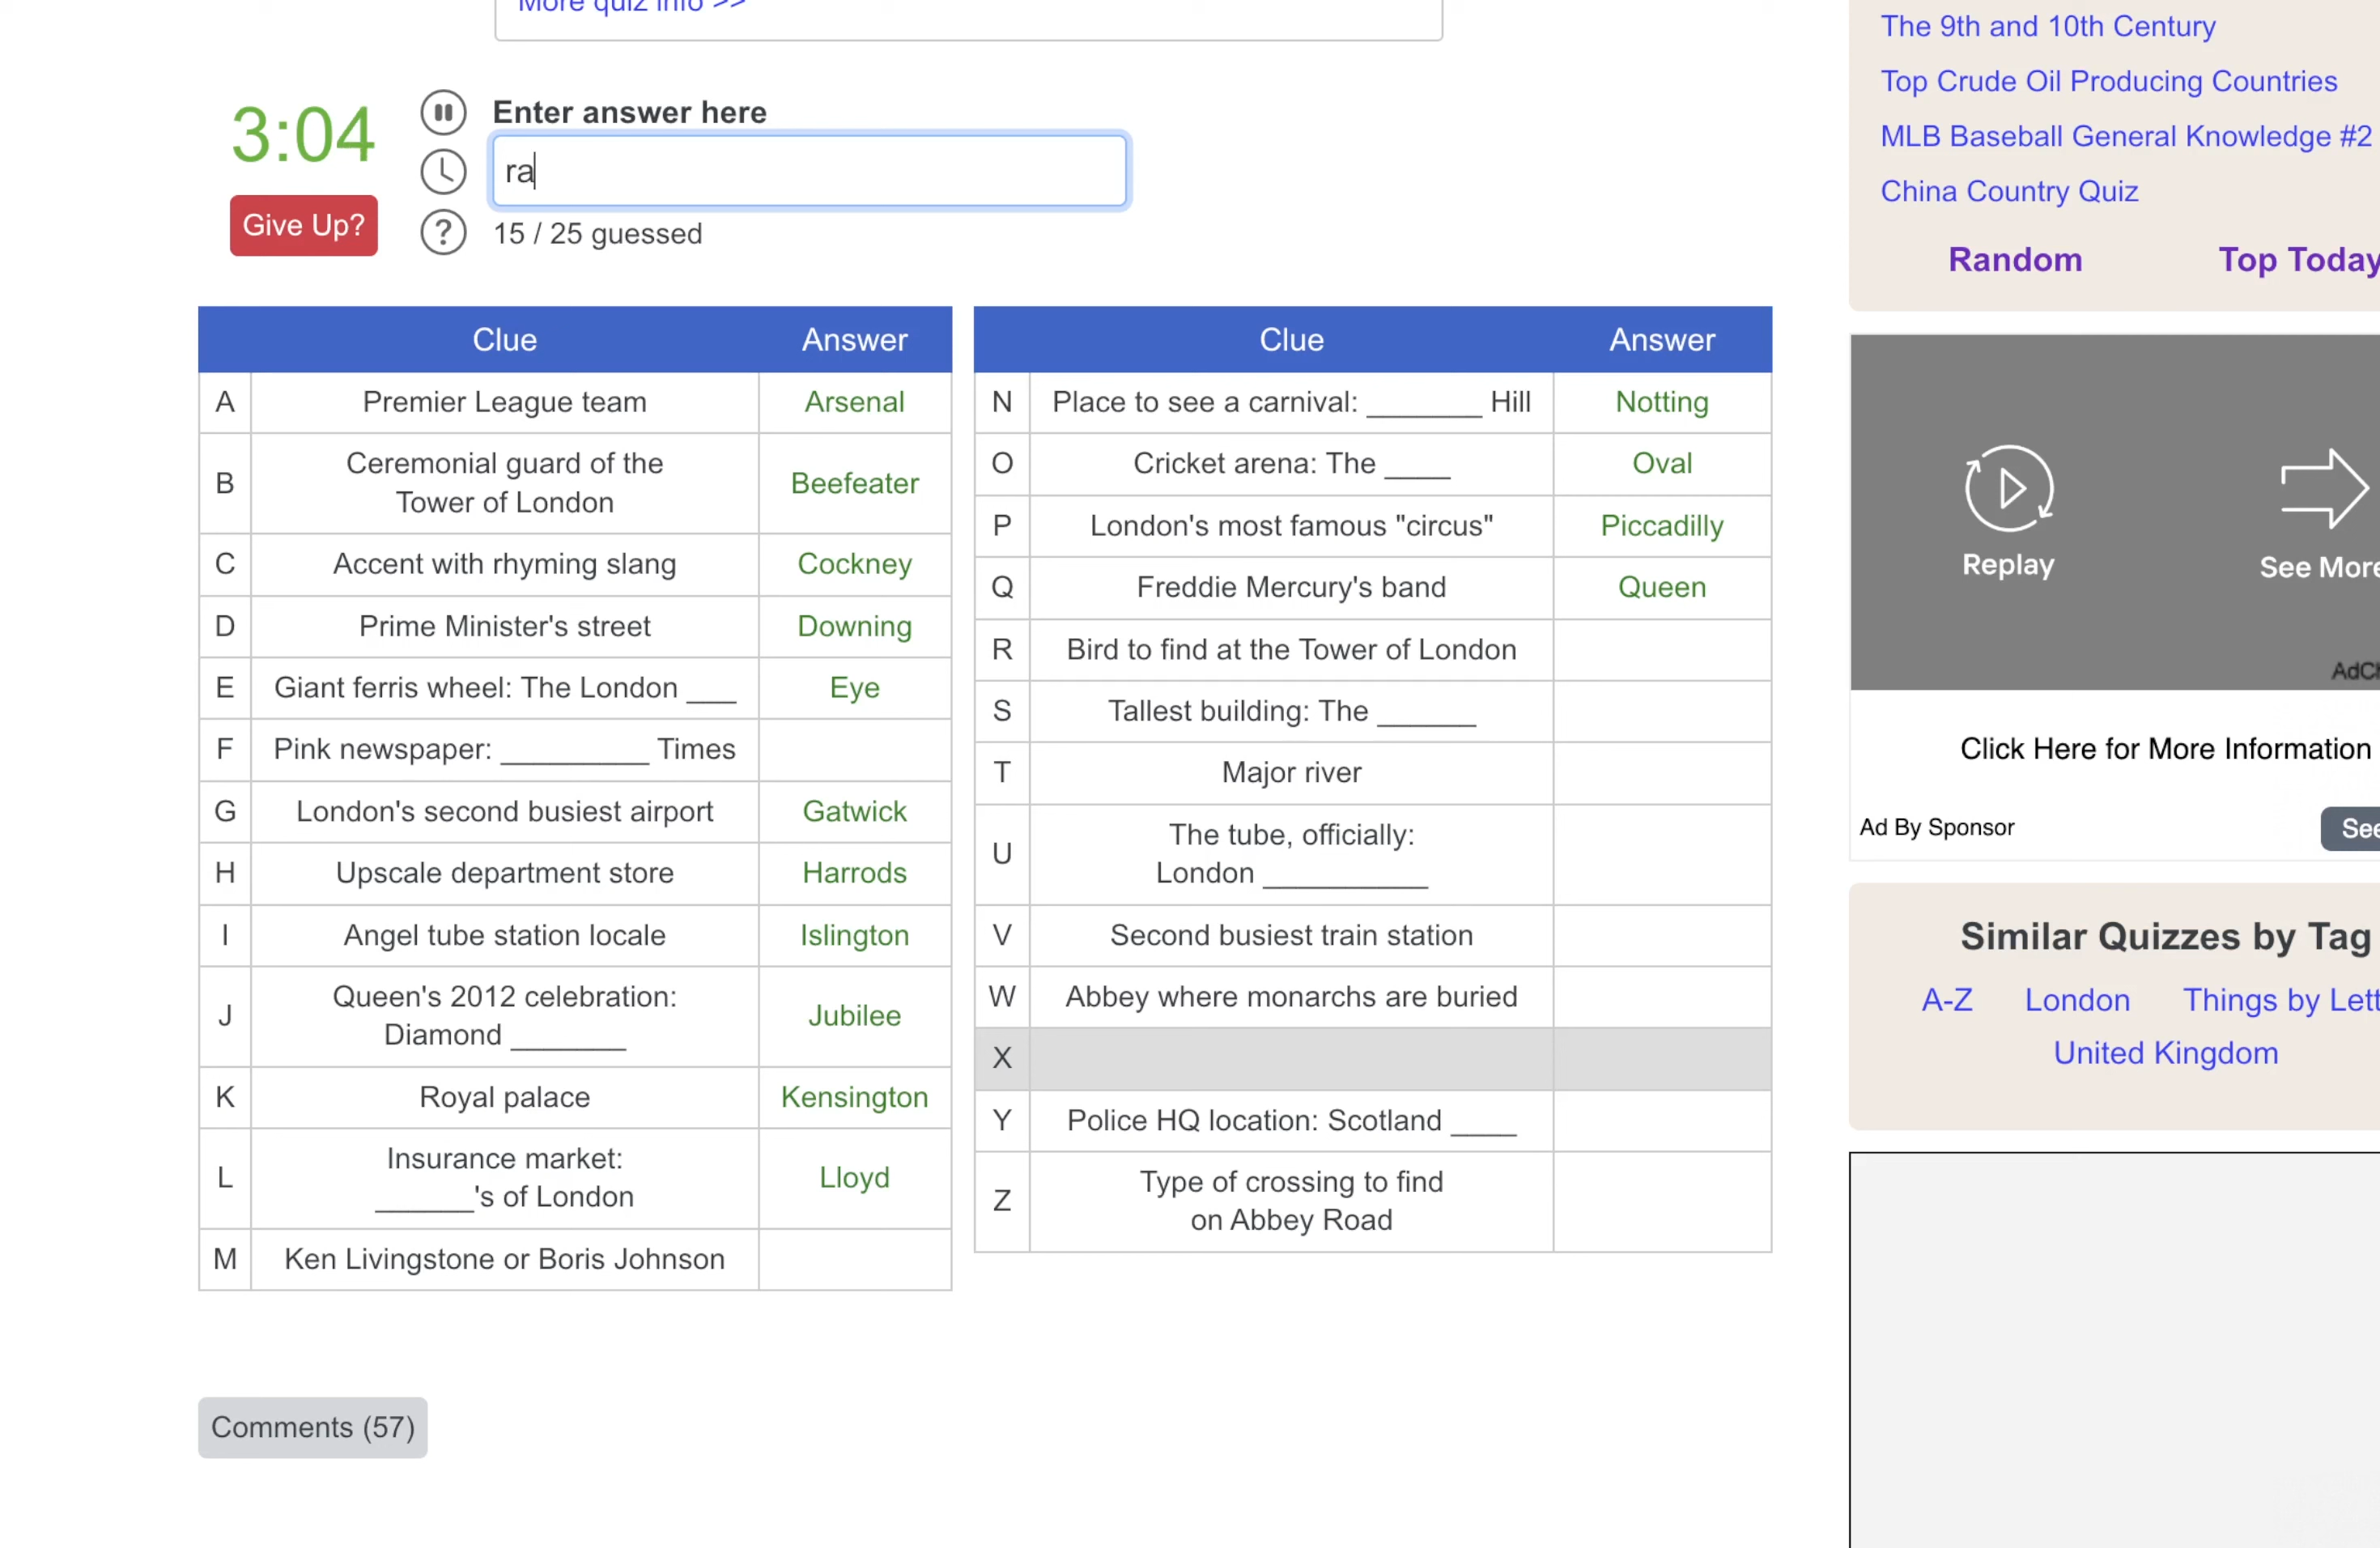 More quiz info >>
3:04
Enter answer here
ra
Give Up?
15 / 25 guessed
Clue Answer
A Premier League team Arsenal
B Ceremonial guard of the
Tower of London Beefeater
C Accent with rhyming slang Cockney
D Prime Minister's street Downing
E Giant ferris wheel: The London ___ Eye
F Pink newspaper: _________ Times
G London's second busiest airport Gatwick
H Upscale department store Harrods
I Angel tube station locale Islington
J Queen's 2012 celebration:
Diamond _______ Jubilee
K Royal palace Kensington
L Insurance market:
______'s of London Lloyd
M Ken Livingstone or Boris Johnson
Clue Answer
N Place to see a carnival: _______ Hill Notting
O Cricket arena: The ____ Oval
P London's most famous "circus" Piccadilly
Q Freddie Mercury's band Queen
R Bird to find at the Tower of London
S Tallest building: The ______
T Major river
U The tube, officially:
London __________
V Second busiest train station
W Abbey where monarchs are buried
X
Y Police HQ location: Scotland ____
Z Type of crossing to find
on Abbey Road
Comments (57)
The 9th and 10th Century
Top Crude Oil Producing Countries
MLB Baseball General Knowledge #2
China Country Quiz
Random Top Today
Replay See More
AdCh
Click Here for More Information
Ad By Sponsor See
Similar Quizzes by Tag
A-Z London Things by Lett
United Kingdom